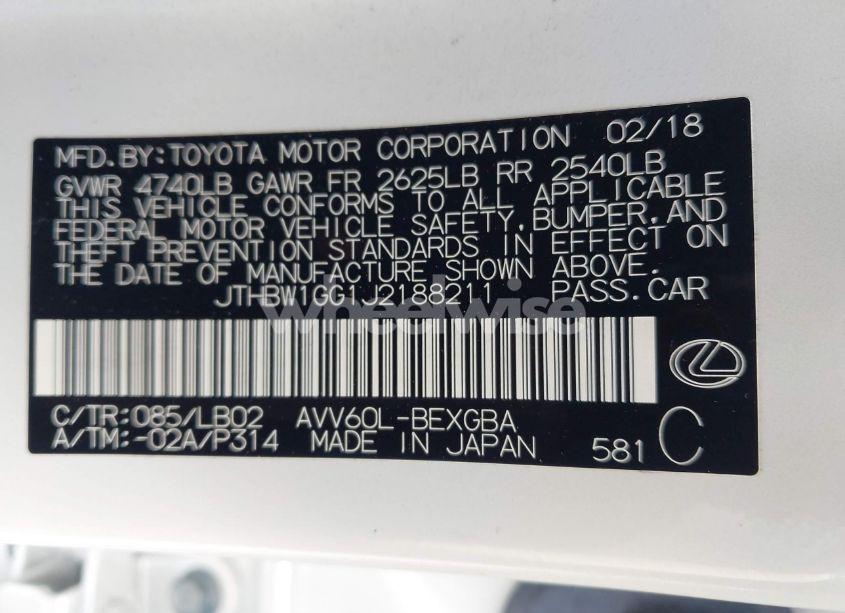 MFD.BY:TOYOTA MOTOR CORPORATION 02/18
GVWR 4740LB GAWR FR 2625LB RR 2540LB
THIS VEHICLE CONFORMS TO ALL APPLICABLE
FEDERAL MOTOR VEHICLE SAFETY,BUMPER,AND
THEFT PREVENTION STANDARDS IN EFFECT ON
THE DATE OF MANUFACTURE SHOWN ABOVE.
JTHBW1GG1J2188211 PASS.CAR
wheelwise
C/TR:085/LB02 AVV60L-BEXGBA
A/TM:-02A/P314 MADE IN JAPAN 581 C